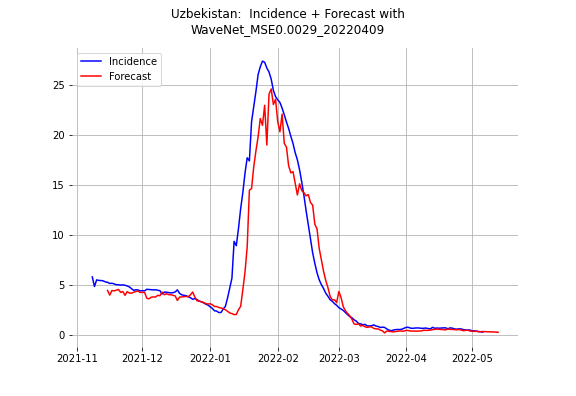 Uzbekistan:  Incidence + Forecast with
WaveNet_MSE0.0029_20220409
Incidence
Forecast
25
20
15
10
5
0
2021-11 2021-12 2022-01 2022-02 2022-03 2022-04 2022-05